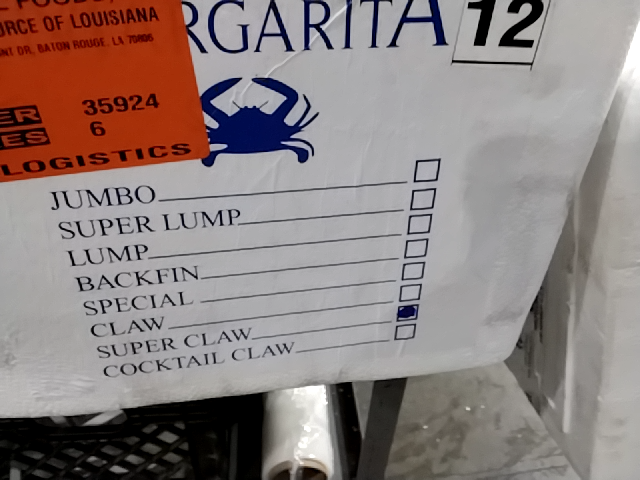 FOODS,
URCE OF LOUISIANA
NT DR, BATON ROUGE, LA 70806
ER 35924
ES 6
LOGISTICS
RGARITA 12
JUMBO
SUPER LUMP
LUMP
BACKFIN
SPECIAL
CLAW
SUPER CLAW
COCKTAIL CLAW